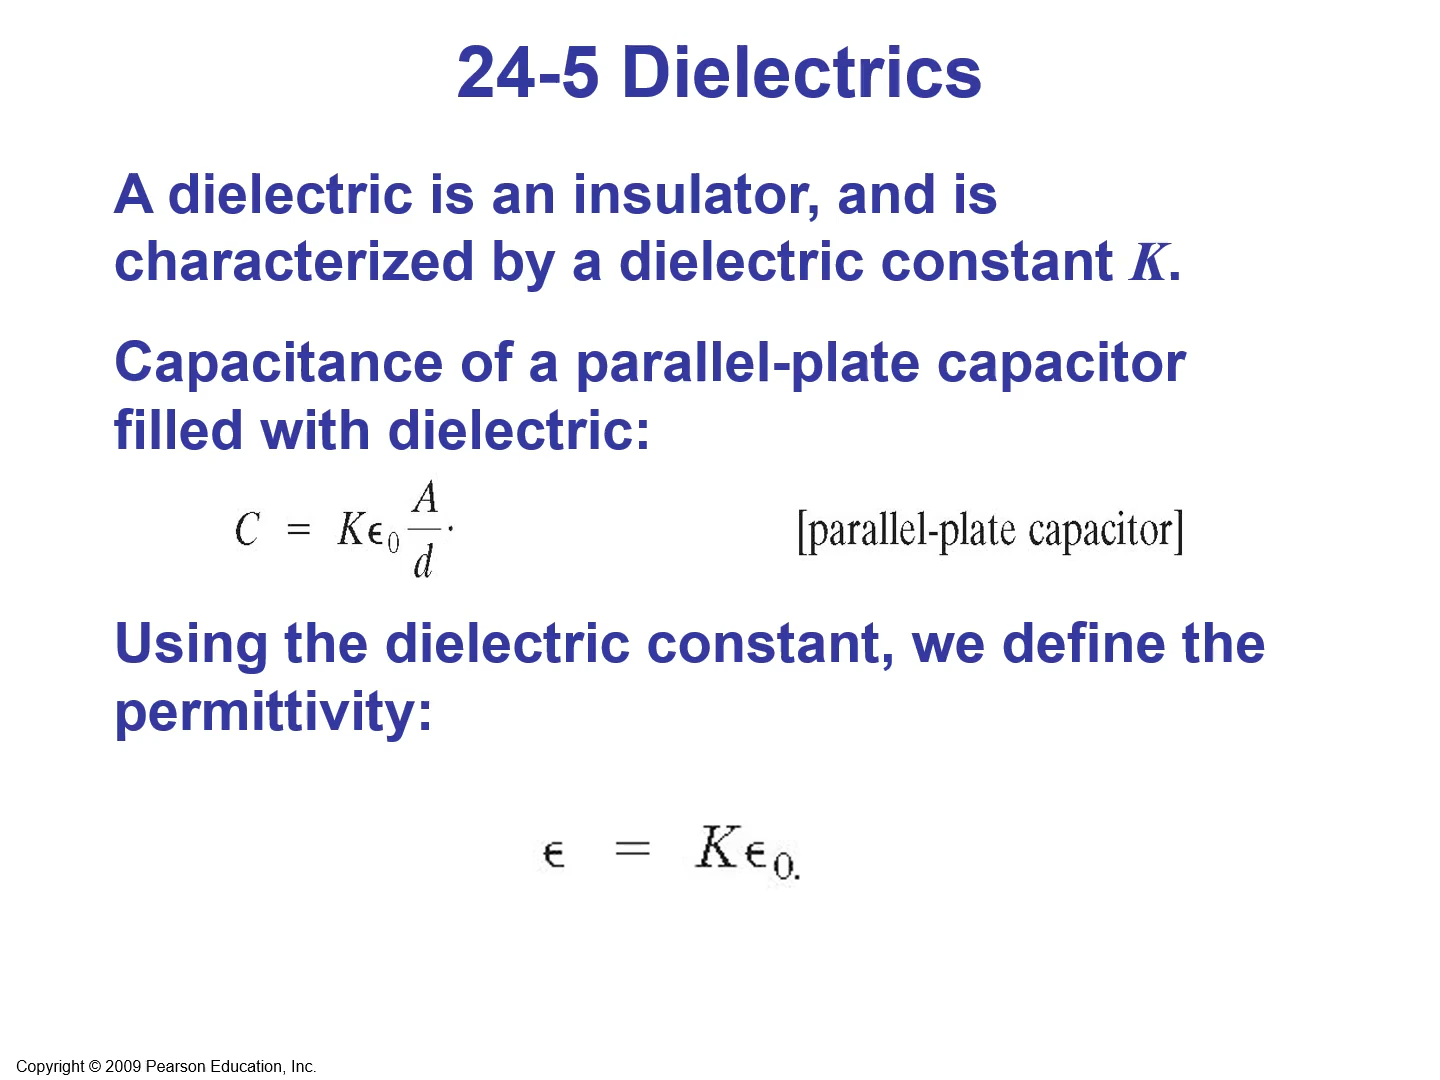 24-5 Dielectrics
A dielectric is an insulator, and is
characterized by a dielectric constant K.
Capacitance of a parallel-plate capacitor
filled with dielectric:
C = Kϵ₀ A/d. [parallel-plate capacitor]
Using the dielectric constant, we define the
permittivity:
ϵ = Kϵ₀.
Copyright © 2009 Pearson Education, Inc.